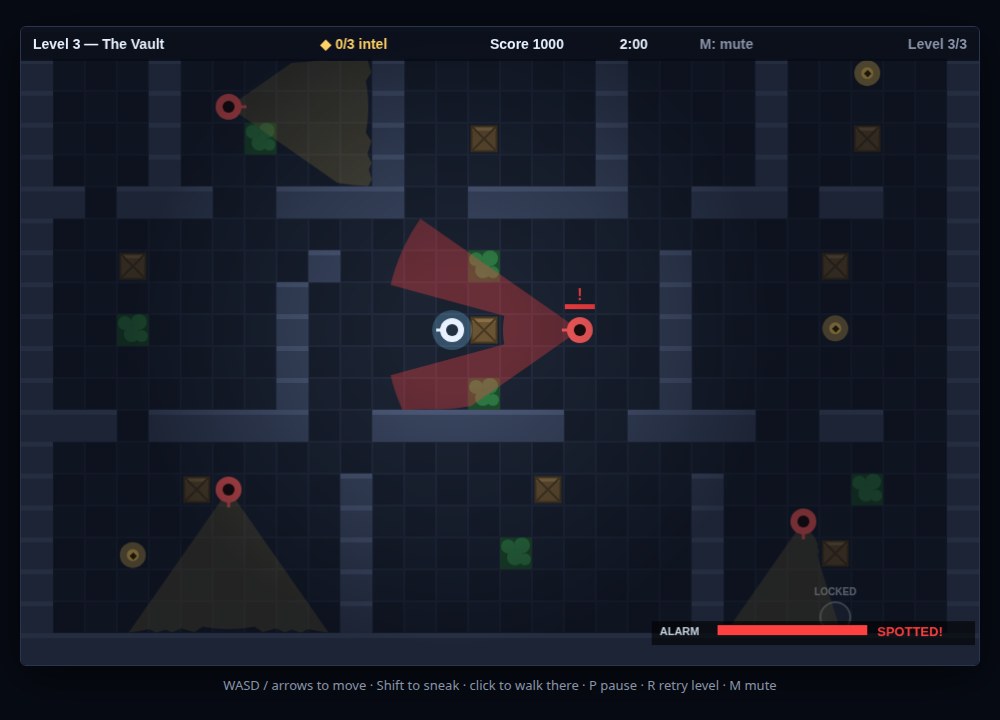 Level 3 — The Vault
◆ 0/3 intel
Score 1000
2:00
M: mute
Level 3/3
!
LOCKED
ALARM
SPOTTED!
WASD / arrows to move · Shift to sneak · click to walk there · P pause · R retry level · M mute